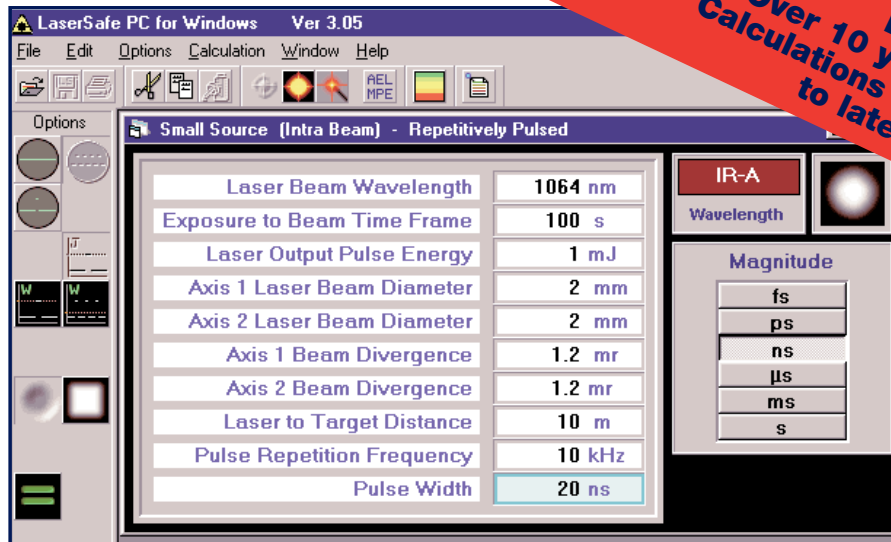 LaserSafe PC for Windows Ver 3.05
over 10 y
Calculations
to late
File Edit Options Calculation Window Help
AEL
MPE
Options
Small Source (Intra Beam) - Repetitively Pulsed
Laser Beam Wavelength 1064 nm
Exposure to Beam Time Frame 100 s
Laser Output Pulse Energy 1 mJ
Axis 1 Laser Beam Diameter 2 mm
Axis 2 Laser Beam Diameter 2 mm
Axis 1 Beam Divergence 1.2 mr
Axis 2 Beam Divergence 1.2 mr
Laser to Target Distance 10 m
Pulse Repetition Frequency 10 kHz
Pulse Width 20 ns
IR-A
Wavelength
Magnitude
fs
ps
ns
µs
ms
s
J
W W